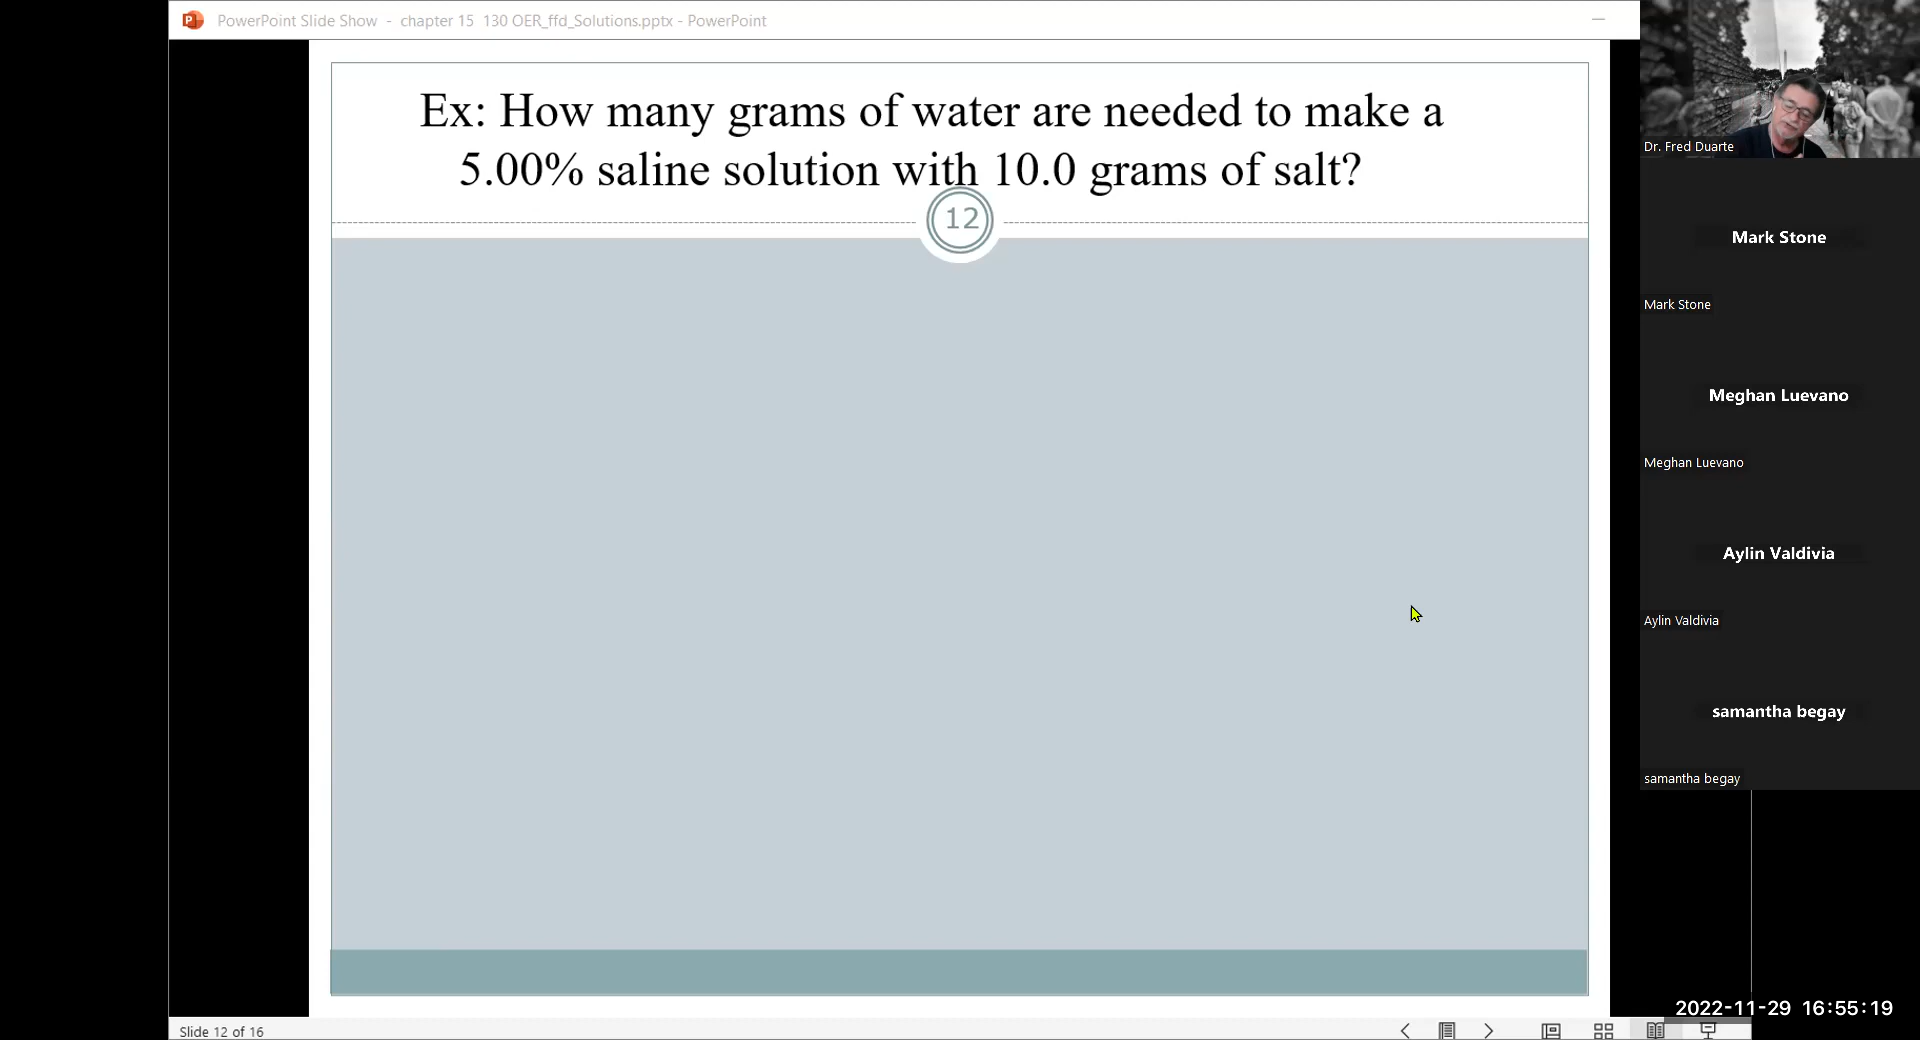 PowerPoint Slide Show - chapter 15 130 OER_ffd_Solutions.pptx - PowerPoint
Ex: How many grams of water are needed to make a
5.00% saline solution with 10.0 grams of salt?
12
Dr. Fred Duarte
Mark Stone
Mark Stone
Meghan Luevano
Meghan Luevano
Aylin Valdivia
Aylin Valdivia
samantha begay
samantha begay
2022-11-29 16:55:19
Slide 12 of 16